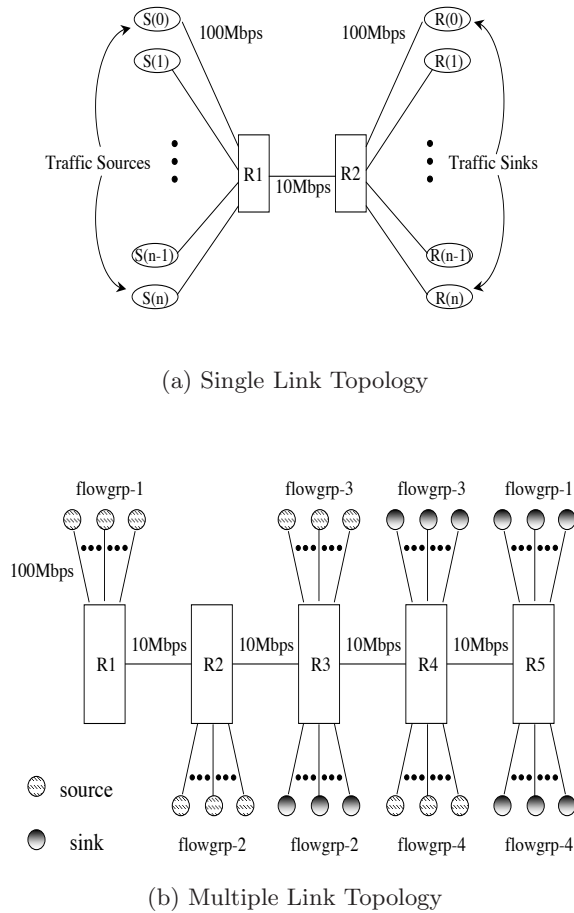 S(0)
100Mbps
100Mbps
R(0)
S(1)
R(1)
Traffic Sources
R1
10Mbps
R2
Traffic Sinks
S(n-1)
R(n-1)
S(n)
R(n)
(a) Single Link Topology
flowgrp-1
flowgrp-3
flowgrp-3
flowgrp-1
100Mbps
R1
10Mbps
R2
10Mbps
R3
10Mbps
R4
10Mbps
R5
source
sink
flowgrp-2
flowgrp-2
flowgrp-4
flowgrp-4
(b) Multiple Link Topology